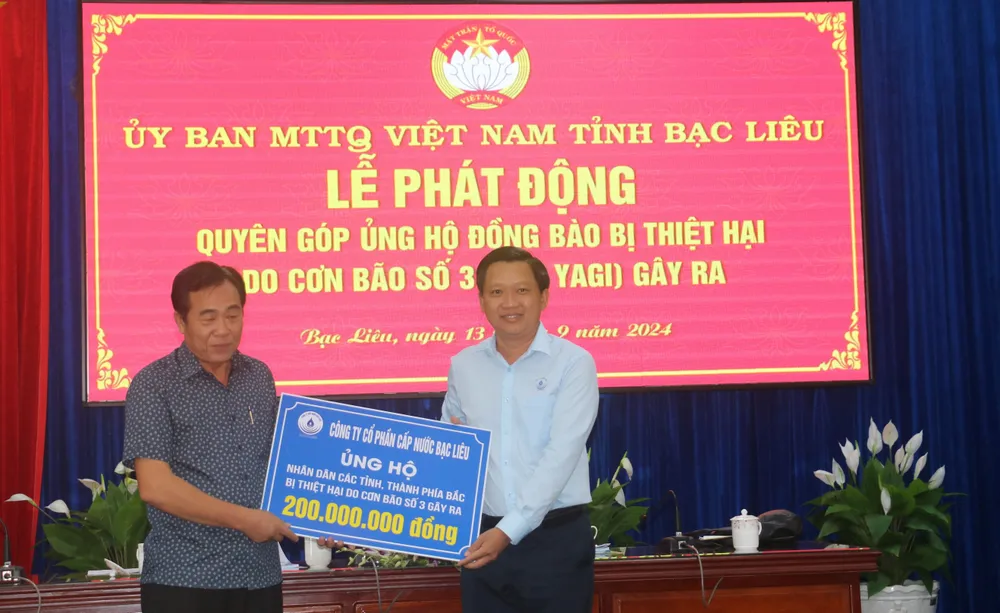 MẶT TRẬN TỔ QUỐC
VIỆT NAM
ỦY BAN MTTQ VIỆT NAM TỈNH BẠC LIÊU
LỄ PHÁT ĐỘNG
QUYÊN GÓP ỦNG HỘ ĐỒNG BÀO BỊ THIỆT HẠI
DO CƠN BÃO SỐ 3 YAGI) GÂY RA
Bạc Liêu, ngày 13 9 năm 2024
CÔNG TY CỔ PHẦN CẤP NƯỚC BẠC LIÊU
ỦNG HỘ
NHÂN DÂN CÁC TỈNH, THÀNH PHÍA BẮC
BỊ THIỆT HẠI DO CƠN BÃO SỐ 3 GÂY RA
200.000.000 đồng